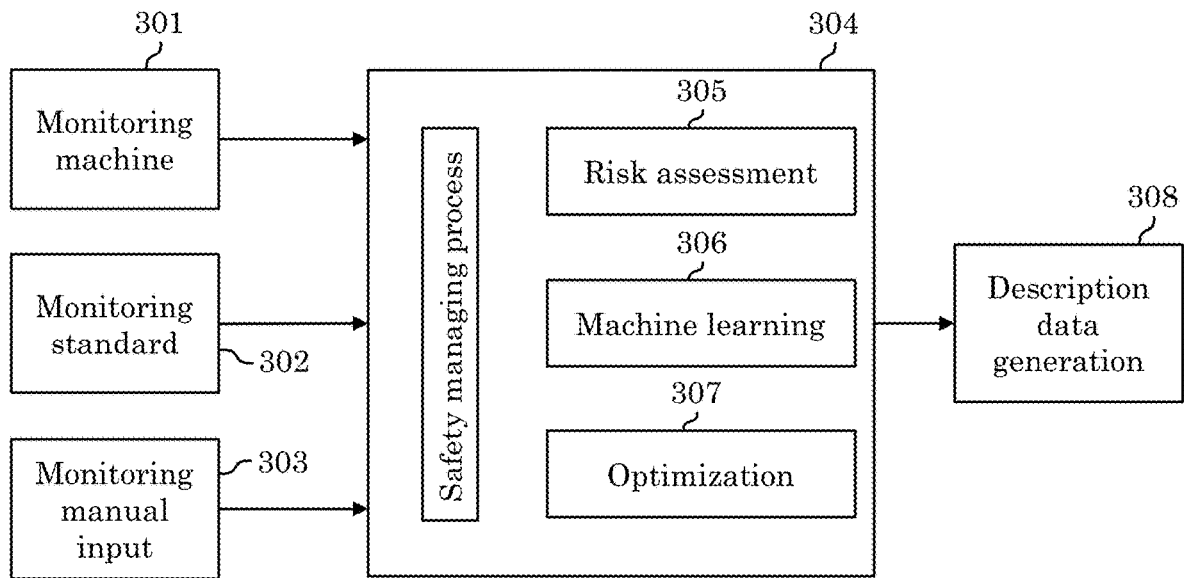 301
Monitoring
machine
Monitoring
standard
302
303
Monitoring
manual
input
304
Safety managing process
305
Risk assessment
306
Machine learning
307
Optimization
308
Description
data
generation